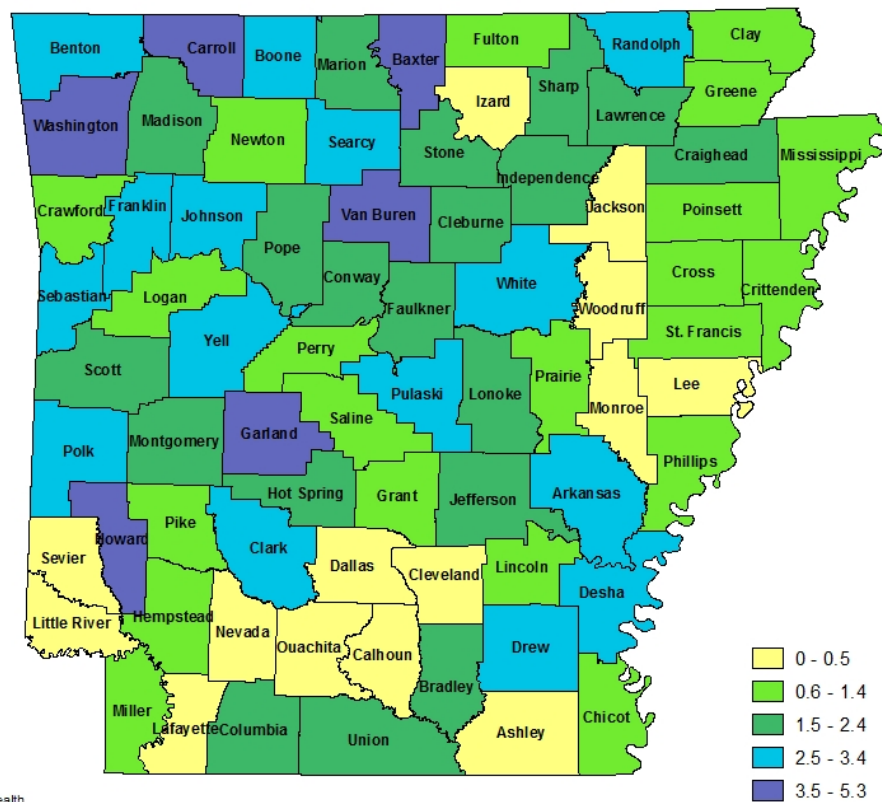 Benton
Carroll
Boone
Marion
Baxter
Fulton
Randolph
Clay
Izard
Sharp
Greene
Washington
Madison
Newton
Searcy
Stone
Lawrence
Independence
Craighead
Mississippi
Crawford
Franklin
Johnson
Pope
Van Buren
Cleburne
Jackson
Poinsett
Sebastian
Logan
Conway
Faulkner
White
Woodruff
Cross
Crittenden
St. Francis
Scott
Yell
Perry
Pulaski
Lonoke
Prairie
Monroe
Lee
Polk
Montgomery
Garland
Saline
Phillips
Hot Spring
Grant
Jefferson
Arkansas
Howard
Pike
Clark
Sevier
Dallas
Cleveland
Lincoln
Desha
Little River
Hempstead
Nevada
Ouachita
Calhoun
Bradley
Drew
Miller
Lafayette
Columbia
Union
Ashley
Chicot
0 - 0.5
0.6 - 1.4
1.5 - 2.4
2.5 - 3.4
3.5 - 5.3
ealth